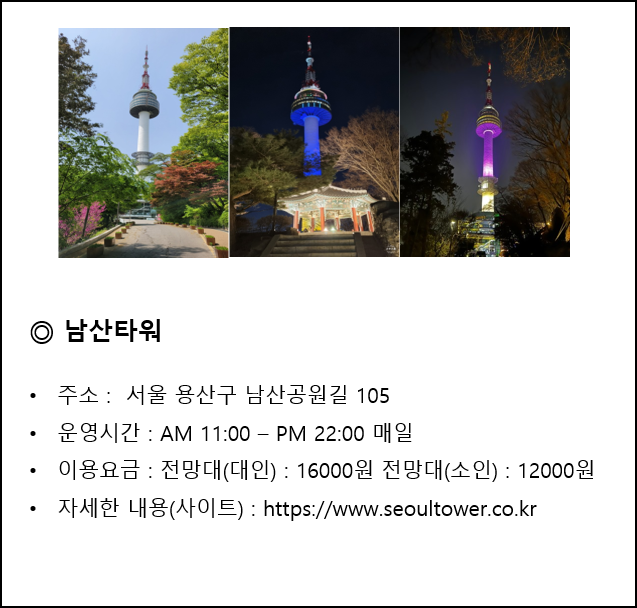 ◎ 남산타워
• 주소 : 서울 용산구 남산공원길 105
• 운영시간 : AM 11:00 – PM 22:00 매일
• 이용요금 : 전망대(대인) : 16000원 전망대(소인) : 12000원
• 자세한 내용(사이트) : https://www.seoultower.co.kr